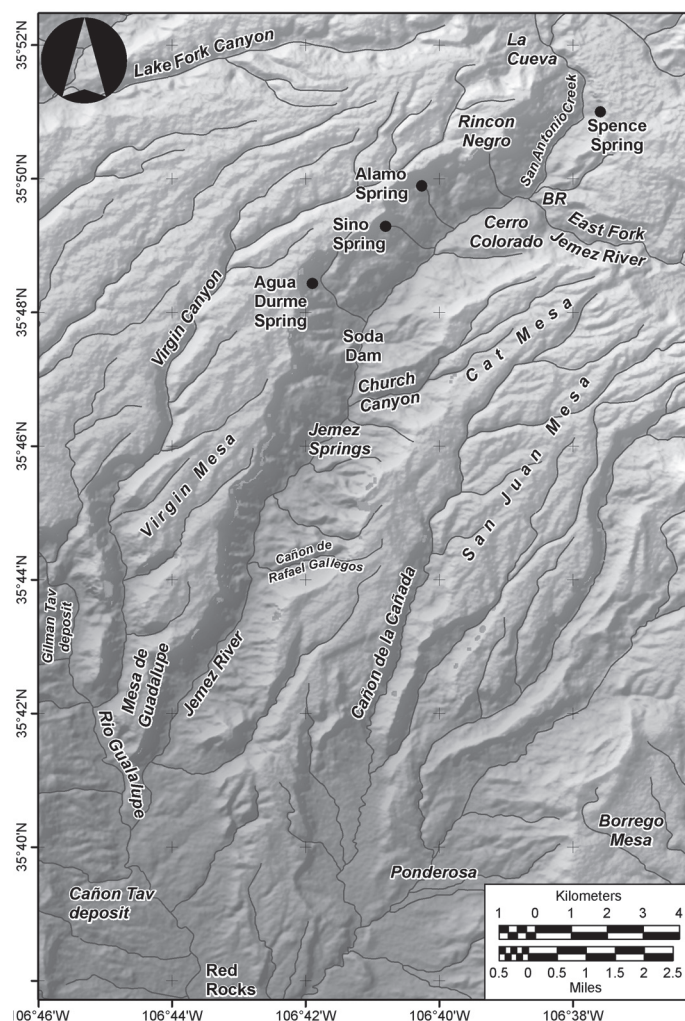 35°52'N
Lake Fork Canyon
La
Cueva
San Antonio Creek
Rincon
Negro
Spence
Spring
35°50'N
Alamo
Spring
BR
Sino
Spring
Cerro
Colorado
East Fork
Jemez River
Agua
Durme
Spring
Virgin Canyon
35°48'N
Soda
Dam
Cat Mesa
Church
Canyon
San Juan Mesa
Jemez
Springs
35°46'N
Virgin Mesa
Cañon de
Rafael Gallegos
35°44'N
Gilman Tav
deposit
Cañon de la Cañada
Mesa de
Guadalupe
Jemez River
35°42'N
Rio Gualalupe
Borrego
Mesa
35°40'N
Ponderosa
Cañon Tav
deposit
Red
Rocks
Kilometers
1 0 1 2 3 4
0.5 0 0.5 1 1.5 2 2.5
Miles
106°46'W 106°44'W 106°42'W 106°40'W 106°38'W